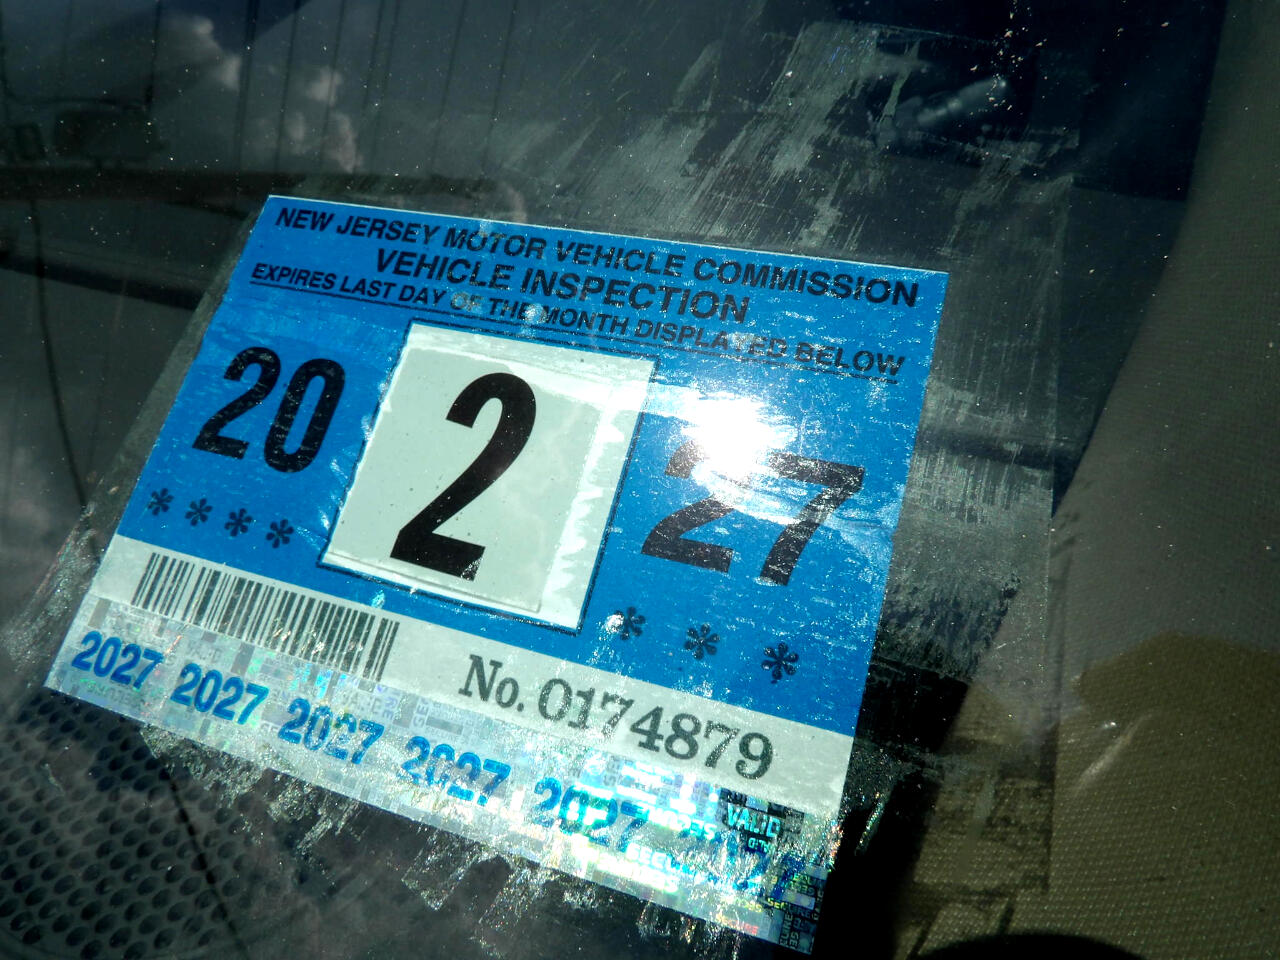 NEW JERSEY MOTOR VEHICLE COMMISSION
VEHICLE INSPECTION
EXPIRES LAST DAY OF THE MONTH DISPLAYED BELOW
20 2 27
**** ***
No. 0174879
2027 2027 2027 2027 2027
VALID